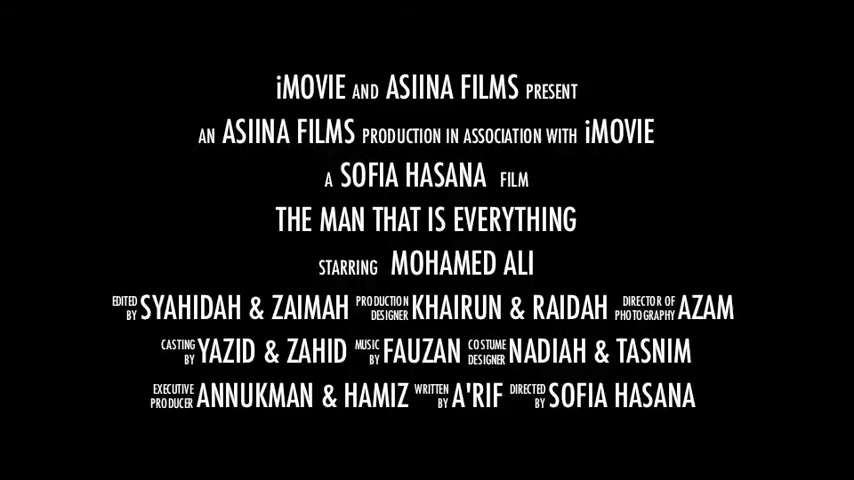 iMOVIE AND ASIINA FILMS PRESENT
AN ASIINA FILMS PRODUCTION IN ASSOCIATION WITH iMOVIE
A SOFIA HASANA FILM
THE MAN THAT IS EVERYTHING
STARRING MOHAMED ALI
EDITED BY SYAHIDAH & ZAIMAH PRODUCTION DESIGNER KHAIRUN & RAIDAH DIRECTOR OF PHOTOGRAPHY AZAM
CASTING BY YAZID & ZAHID MUSIC BY FAUZAN COSTUME DESIGNER NADIAH & TASNIM
EXECUTIVE PRODUCER ANNUKMAN & HAMIZ WRITTEN BY A'RIF DIRECTED BY SOFIA HASANA